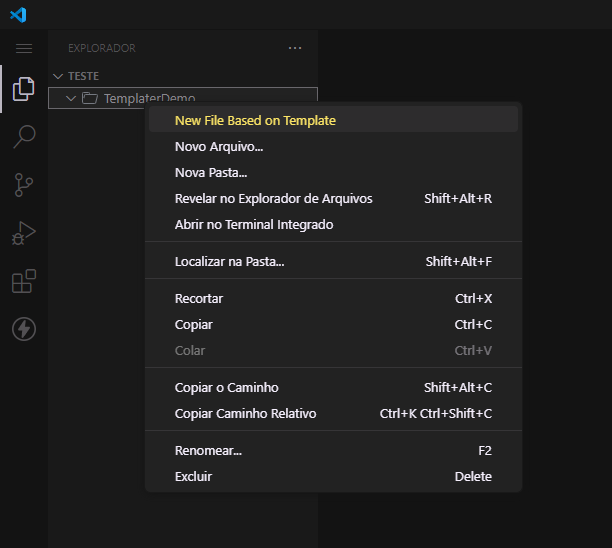 EXPLORADOR
TESTE
TemplaterDemo
New File Based on Template
Novo Arquivo...
Nova Pasta...
Revelar no Explorador de Arquivos Shift+Alt+R
Abrir no Terminal Integrado
Localizar na Pasta... Shift+Alt+F
Recortar Ctrl+X
Copiar Ctrl+C
Colar Ctrl+V
Copiar o Caminho Shift+Alt+C
Copiar Caminho Relativo Ctrl+K Ctrl+Shift+C
Renomear... F2
Excluir Delete